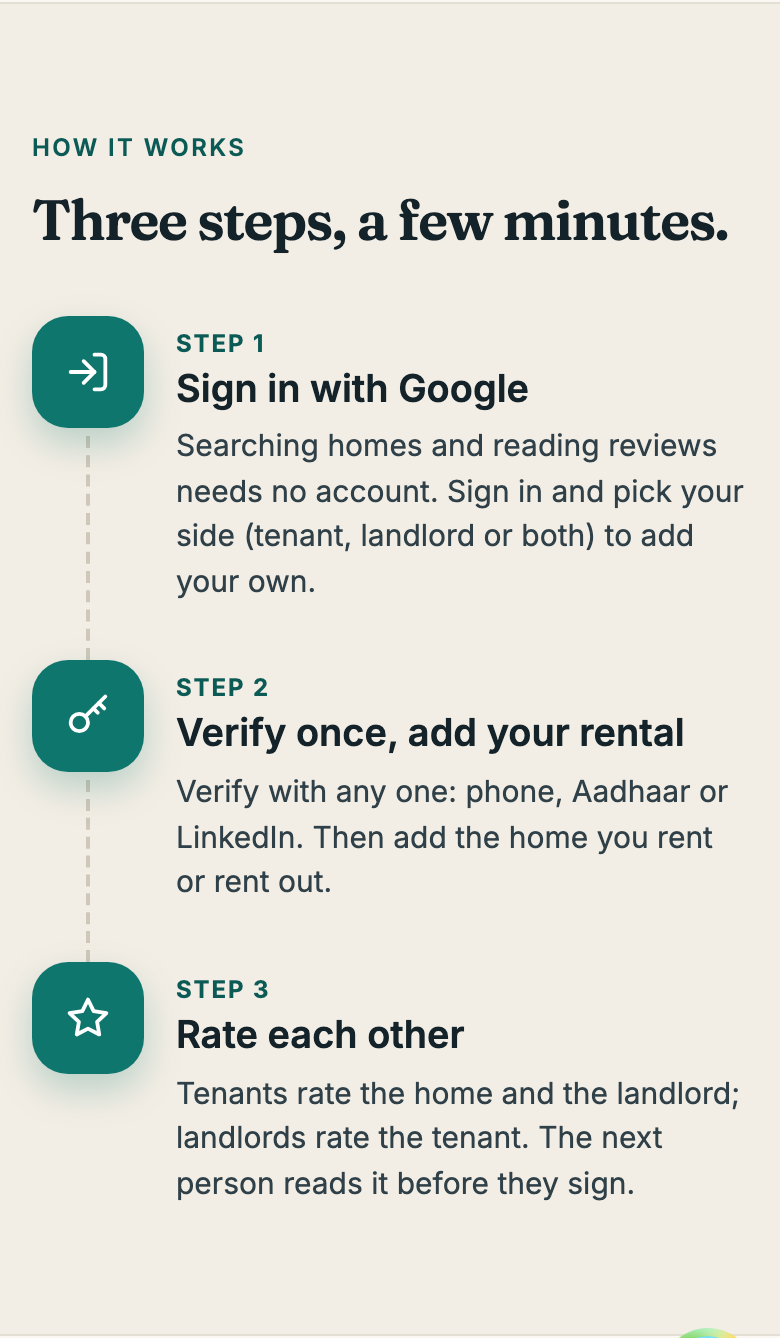 HOW IT WORKS
Three steps, a few minutes.
STEP 1
Sign in with Google
Searching homes and reading reviews
needs no account. Sign in and pick your
side (tenant, landlord or both) to add
your own.
STEP 2
Verify once, add your rental
Verify with any one: phone, Aadhaar or
LinkedIn. Then add the home you rent
or rent out.
STEP 3
Rate each other
Tenants rate the home and the landlord;
landlords rate the tenant. The next
person reads it before they sign.